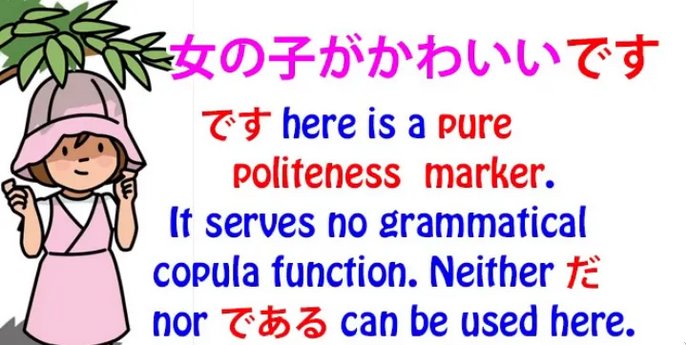 女の子がかわいいです
です here is a pure
politeness marker.
It serves no grammatical
copula function. Neither だ
nor である can be used here.